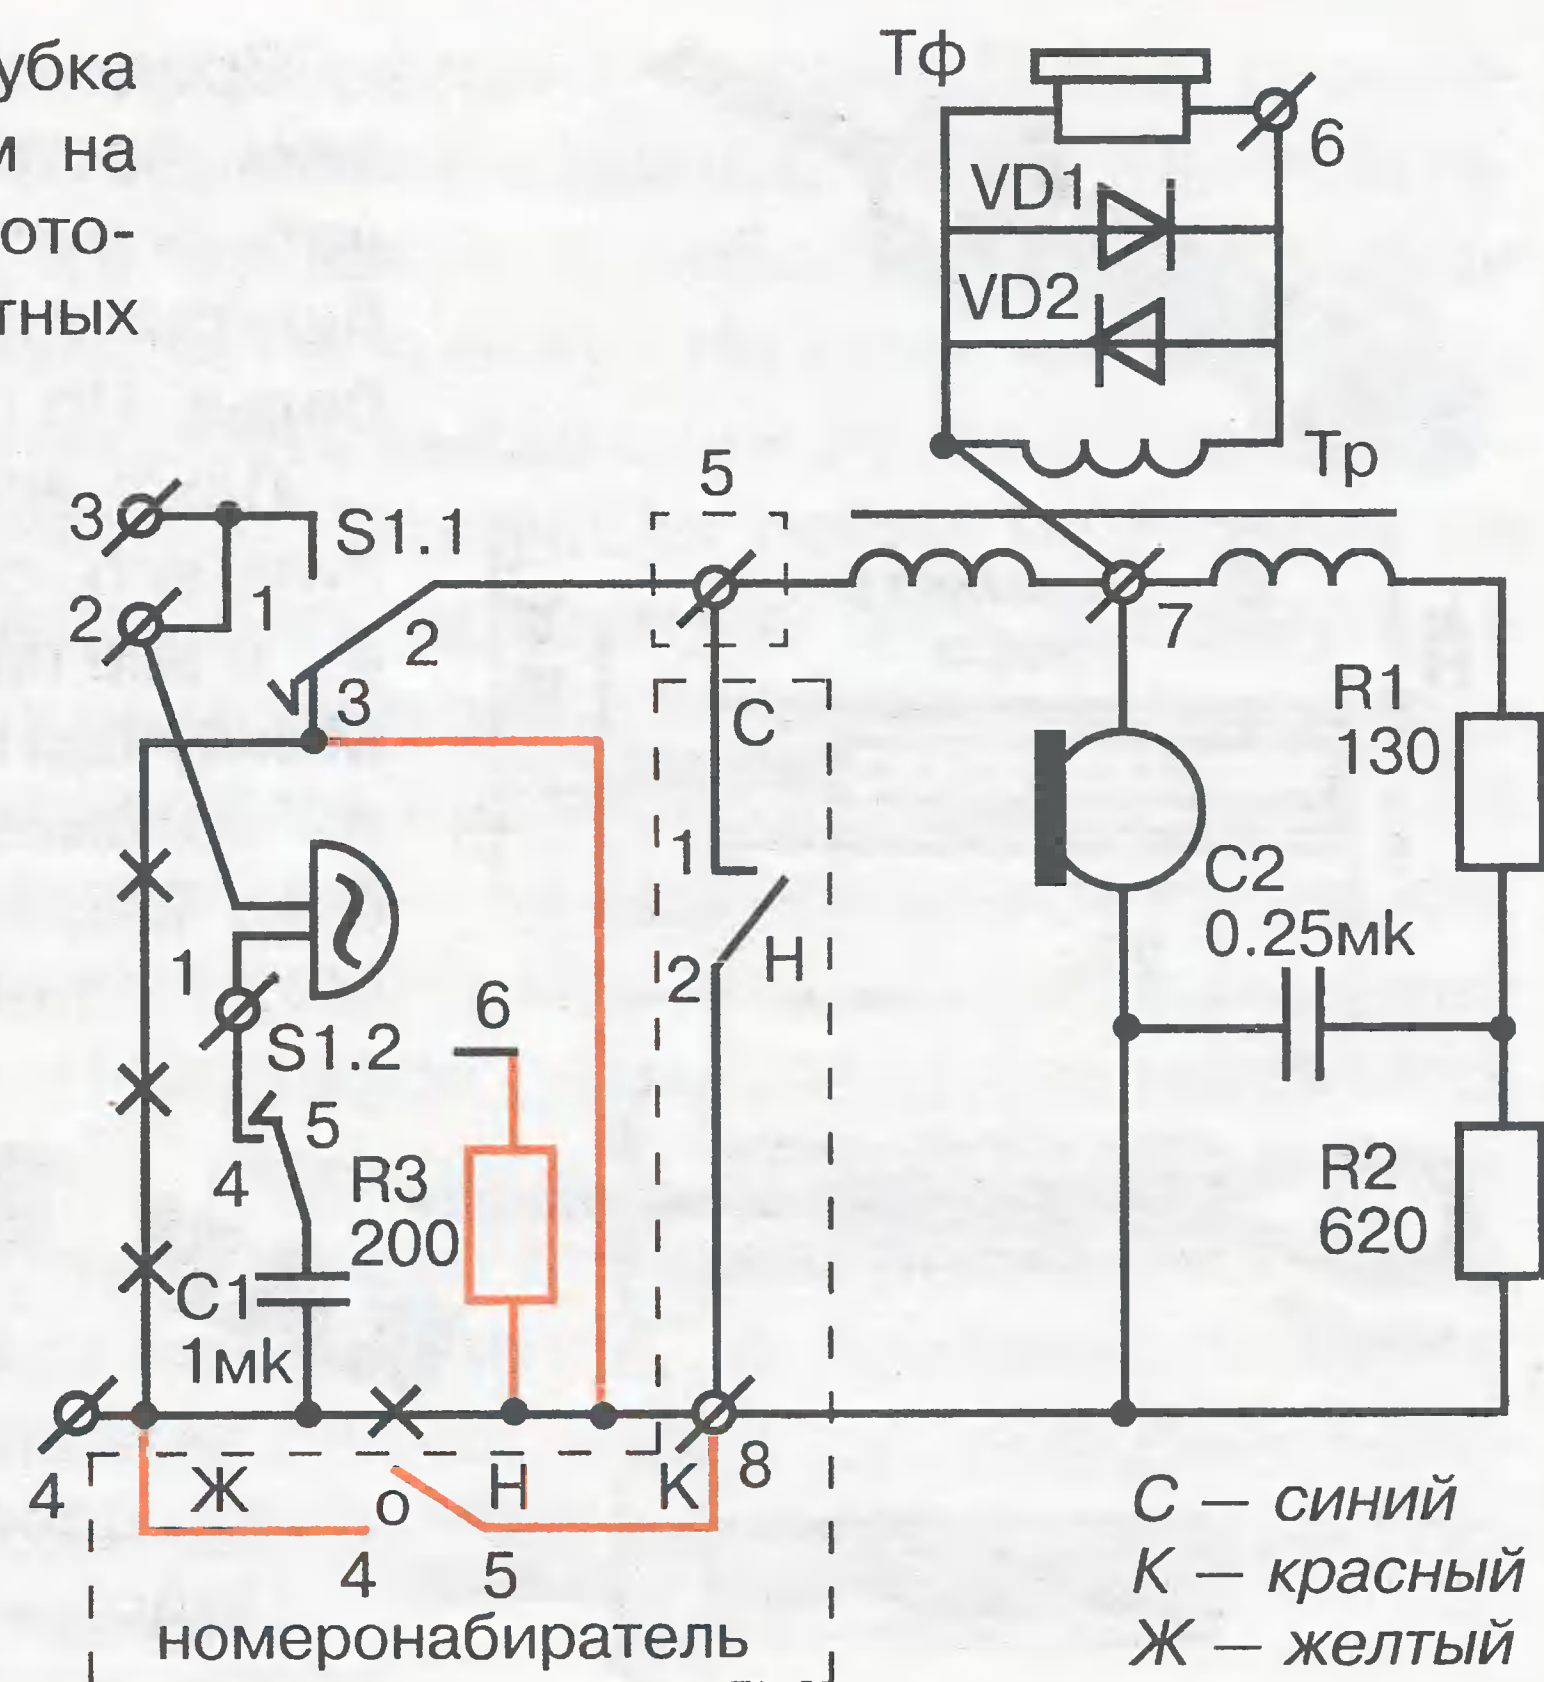 убка
м на
ото-
тных
Тф
6
VD1
VD2
Тр
5
3
S1.1
2
1
2
7
3
С
R1
130
1
С2
0.25мk
1
2
Н
6
S1.2
5
4
R3
200
R2
620
С1
1мk
4
Ж
о
Н
К
8
4
5
номеронабиратель
С — синий
К — красный
Ж — желтый